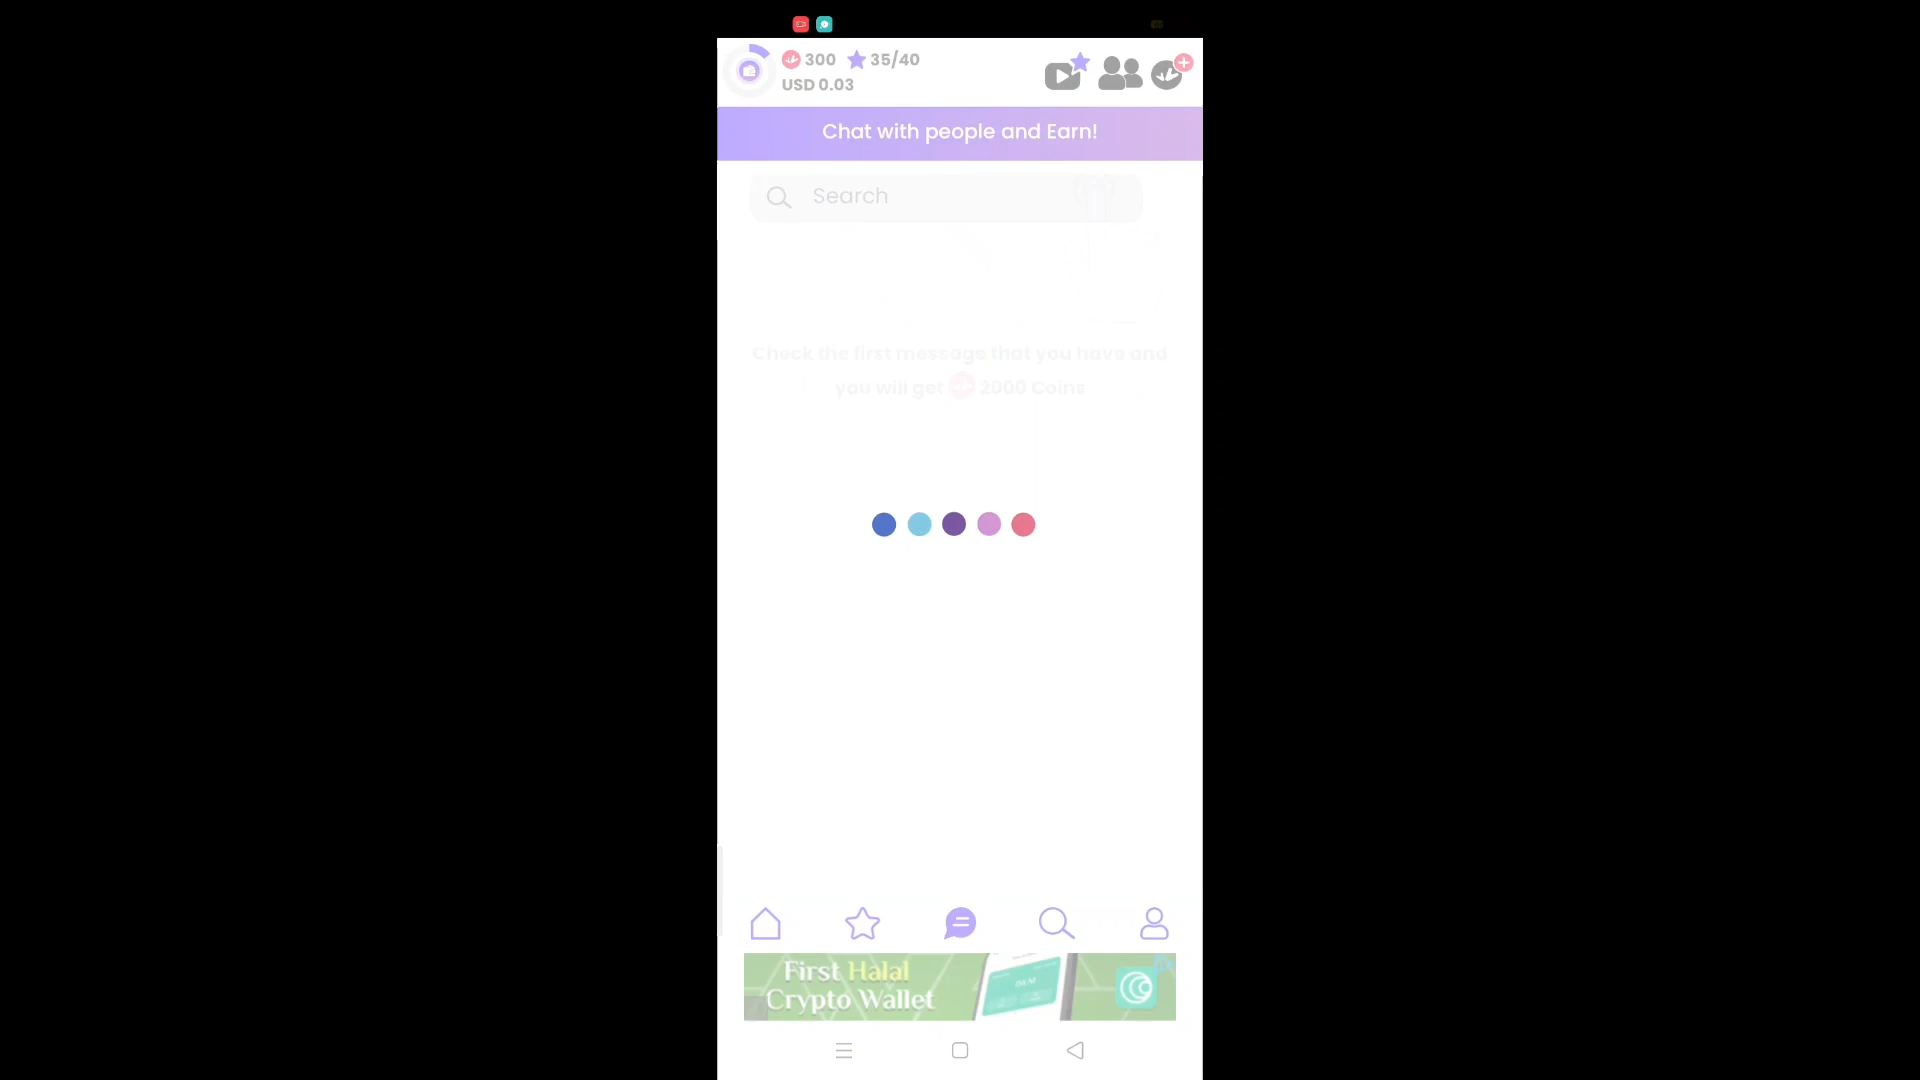 300 35/40
USD 0.03
Chat with people and Earn!
Search
Check the first message that you have and
you will get 2000 Coins
First Halal
Crypto Wallet